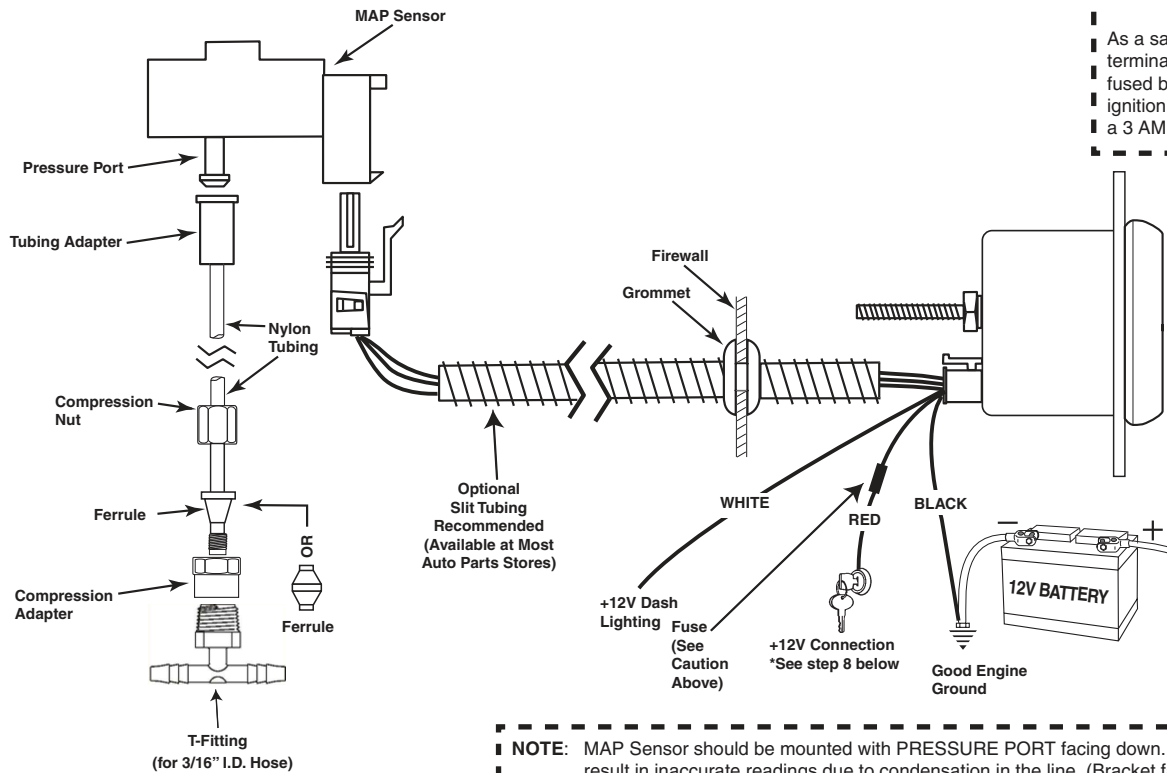 MAP Sensor
As a sa
termina
fused b
ignition
a 3 AM
Pressure Port
Tubing Adapter
Firewall
Grommet
Nylon
Tubing
Compression
Nut
Optional
Slit Tubing
Recommended
(Available at Most
Auto Parts Stores)
WHITE
RED
BLACK
Ferrule
OR
Compression
Adapter
Ferrule
– +
12V BATTERY
+12V Dash
Lighting
Fuse
(See
Caution
Above)
+12V Connection
*See step 8 below
Good Engine
Ground
T-Fitting
(for 3/16" I.D. Hose)
NOTE: MAP Sensor should be mounted with PRESSURE PORT facing down.
result in inaccurate readings due to condensation in the line. (Bracket f